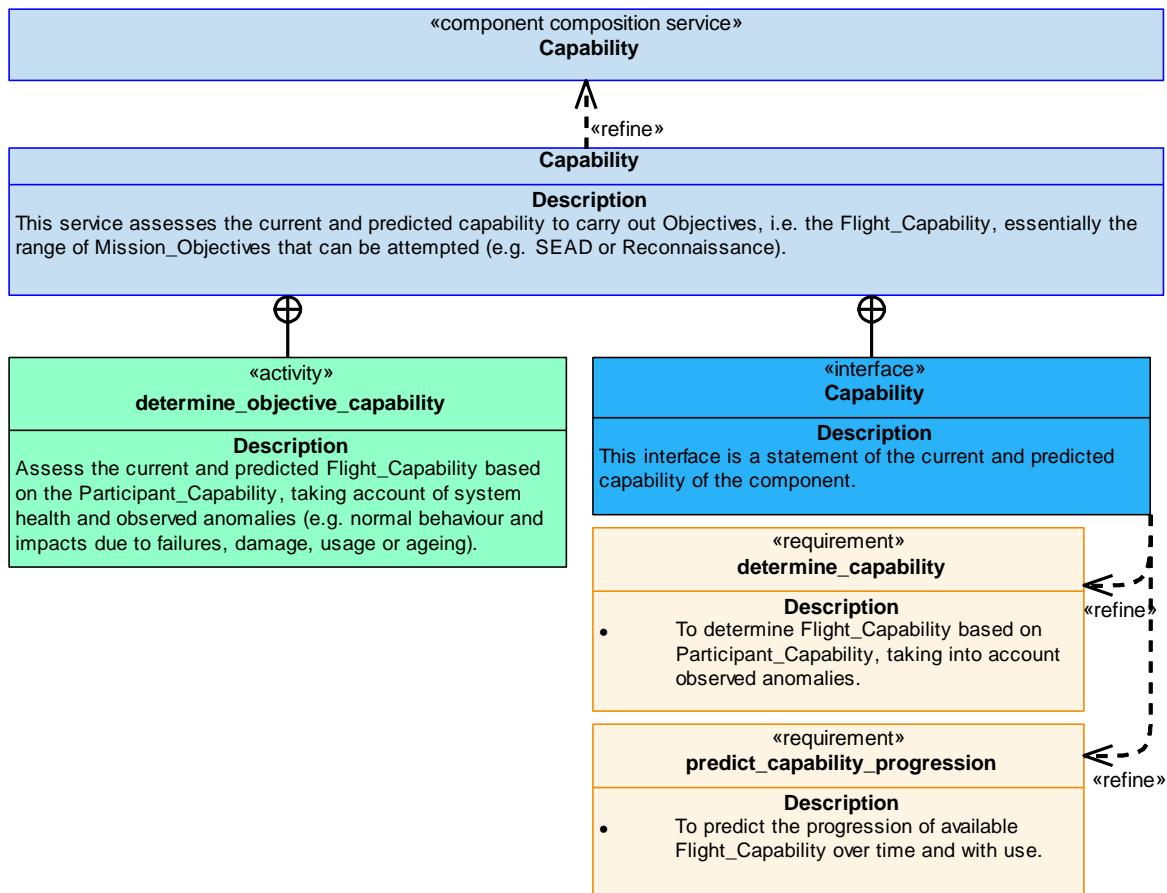 «component composition service»
Capability
«refine»
Capability
Description
This service assesses the current and predicted capability to carry out Objectives, i.e. the Flight_Capability, essentially the
range of Mission_Objectives that can be attempted (e.g. SEAD or Reconnaissance).
«activity»
determine_objective_capability
Description
Assess the current and predicted Flight_Capability based
on the Participant_Capability, taking account of system
health and observed anomalies (e.g. normal behaviour and
impacts due to failures, damage, usage or ageing).
«interface»
Capability
Description
This interface is a statement of the current and predicted
capability of the component.
«requirement»
determine_capability
Description
• To determine Flight_Capability based on
Participant_Capability, taking into account
observed anomalies.
«refine»
«requirement»
predict_capability_progression
Description
• To predict the progression of available
Flight_Capability over time and with use.
«refine»